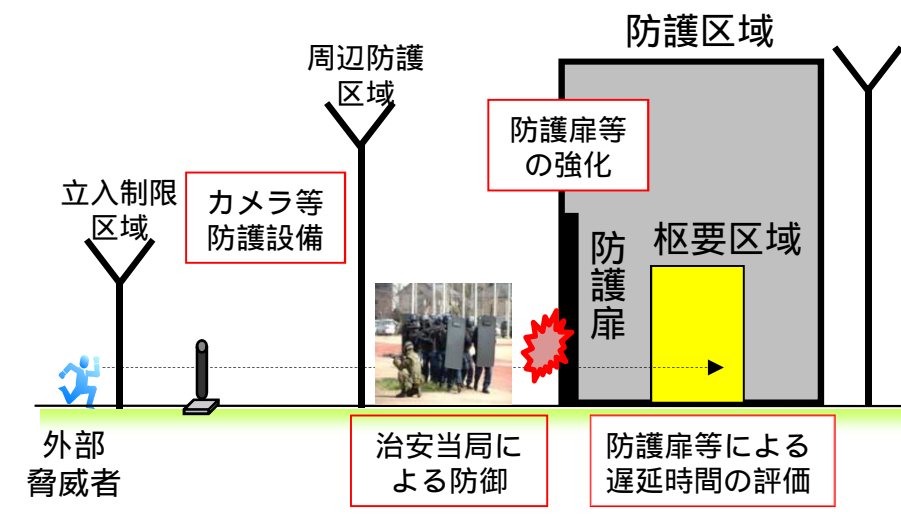 防護区域
周辺防護
区域
防護扉等
の強化
立入制限
区域
カメラ等
防護設備
防護扉
枢要区域
外部
脅威者
治安当局に
よる防御
防護扉等による
遅延時間の評価